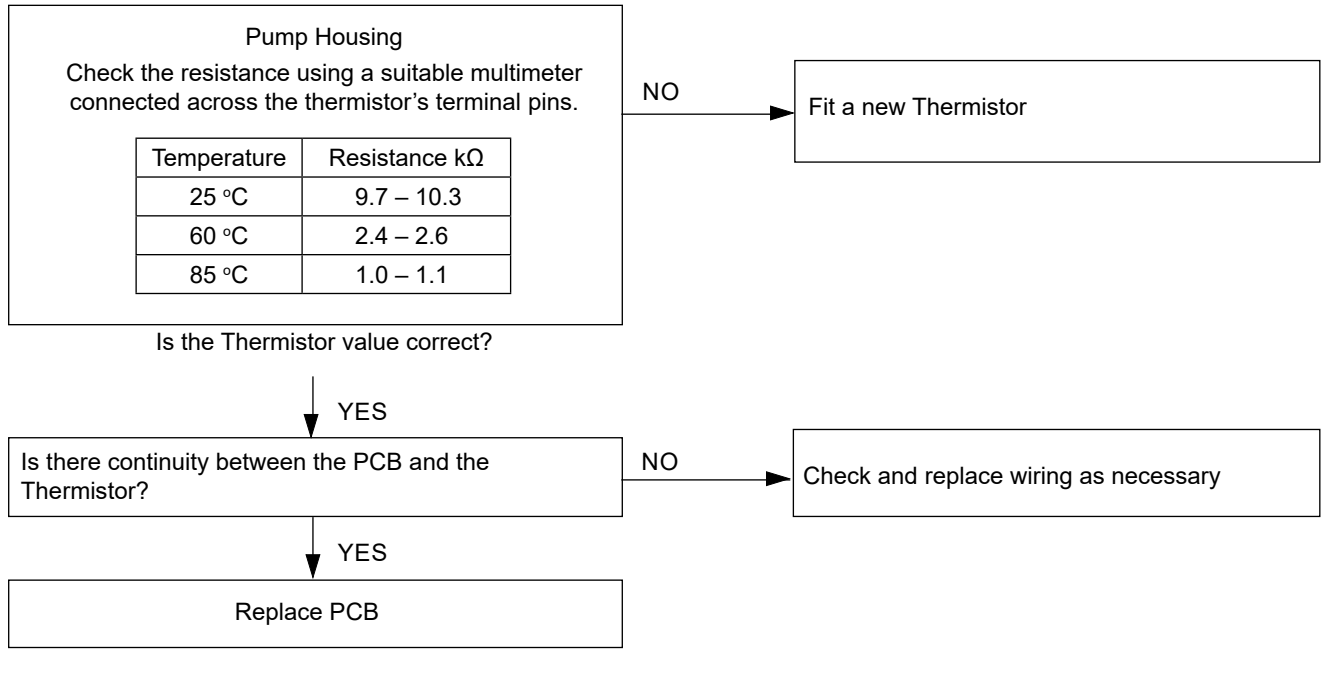 Pump Housing
Check the resistance using a suitable multimeter
connected across the thermistor’s terminal pins.
NO
Fit a new Thermistor
Temperature Resistance kΩ
25 °C 9.7 – 10.3
60 °C 2.4 – 2.6
85 °C 1.0 – 1.1
Is the Thermistor value correct?
YES
Is there continuity between the PCB and the
Thermistor?
NO
Check and replace wiring as necessary
YES
Replace PCB